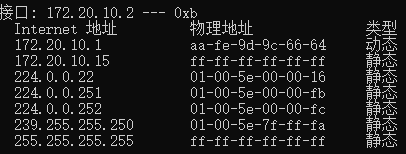 接口: 172.20.10.2 --- 0xb
Internet 地址 物理地址 类型
172.20.10.1 aa-fe-9d-9c-66-64 动态
172.20.10.15 ff-ff-ff-ff-ff-ff 静态
224.0.0.22 01-00-5e-00-00-16 静态
224.0.0.251 01-00-5e-00-00-fb 静态
224.0.0.252 01-00-5e-00-00-fc 静态
239.255.255.250 01-00-5e-7f-ff-fa 静态
255.255.255.255 ff-ff-ff-ff-ff-ff 静态